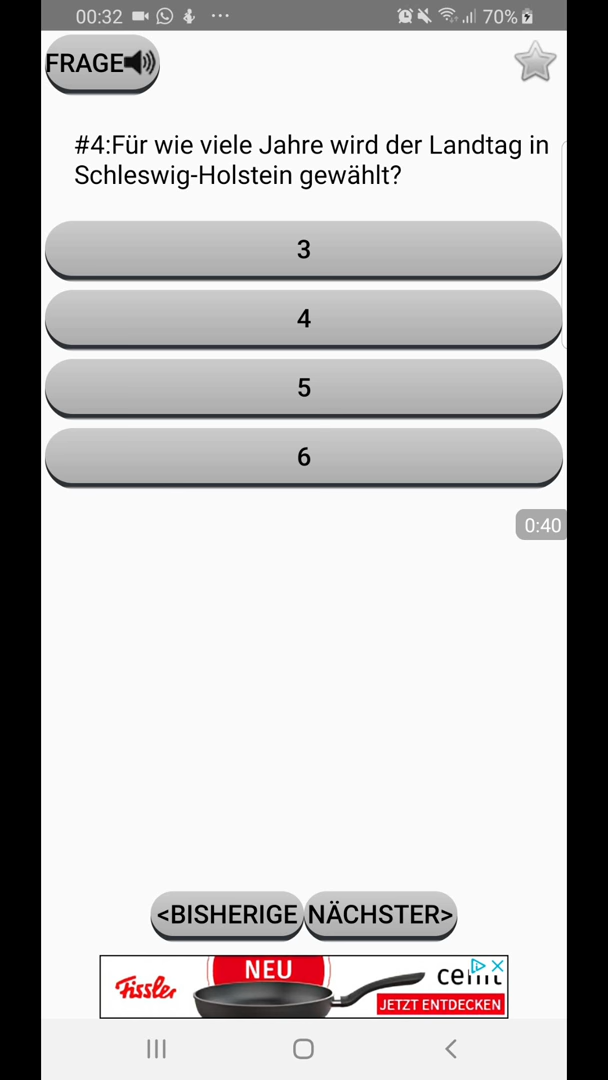 00:32
70%
FRAGE
#4:Für wie viele Jahre wird der Landtag in
Schleswig-Holstein gewählt?
3
4
5
6
0:40
<BISHERIGE
NÄCHSTER>
Fissler
NEU
JETZT ENTDECKEN